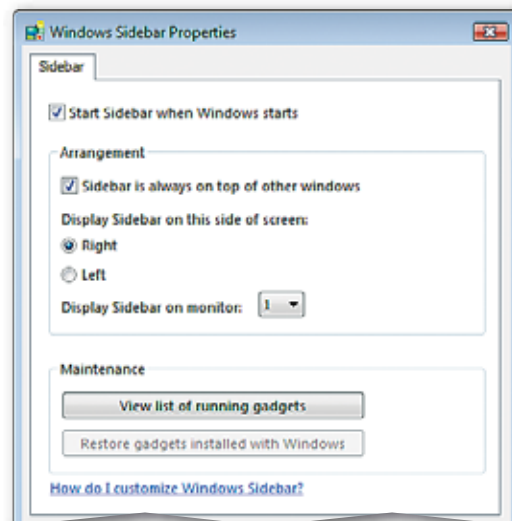 Windows Sidebar Properties
Sidebar
Start Sidebar when Windows starts
Arrangement
Sidebar is always on top of other windows
Display Sidebar on this side of screen:
Right
Left
Display Sidebar on monitor: 1
Maintenance
View list of running gadgets
Restore gadgets installed with Windows
How do I customize Windows Sidebar?